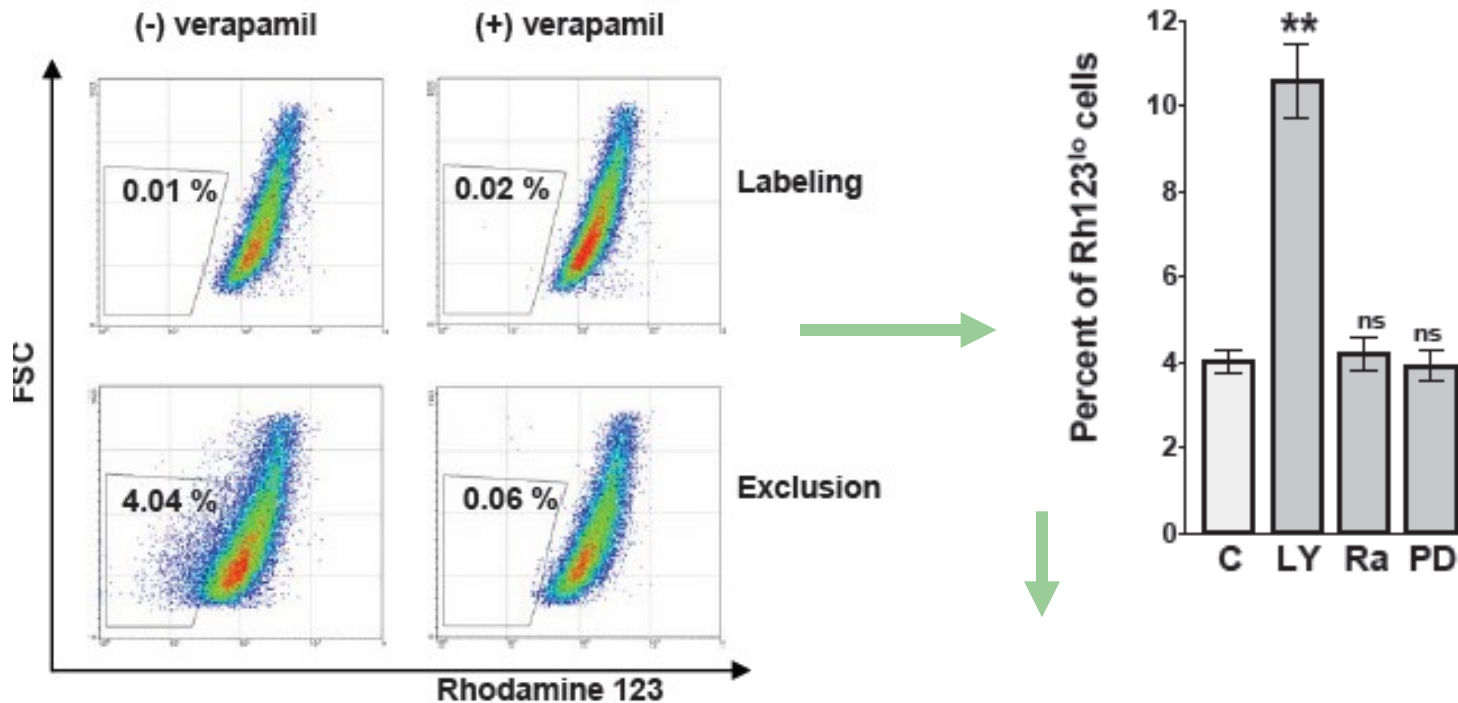 (-) verapamil
(+) verapamil
0.01 %
0.02 %
Labeling
4.04 %
0.06 %
Exclusion
FSC
Rhodamine 123
Percent of Rh123lo cells
12
10
8
6
4
2
0
**
ns
ns
C LY Ra PD